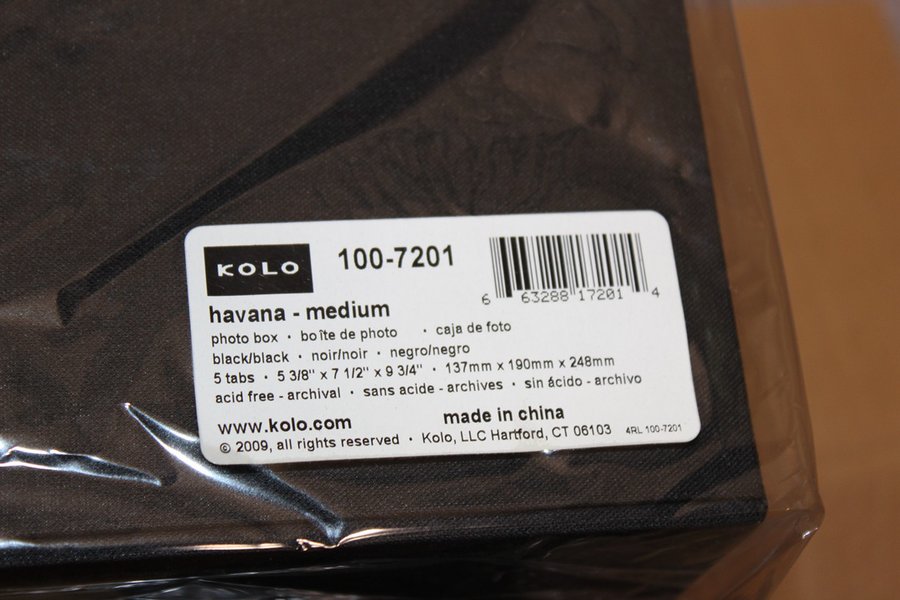 KOLO 100-7201
6 63288 17201 4
havana - medium
photo box · boîte de photo · caja de foto
black/black · noir/noir · negro/negro
5 tabs · 5 3/8" x 7 1/2" x 9 3/4" · 137mm x 190mm x 248mm
acid free - archival · sans acide - archives · sin ácido - archivo
www.kolo.com made in china
© 2009, all rights reserved · Kolo, LLC Hartford, CT 06103 4RL 100-7201